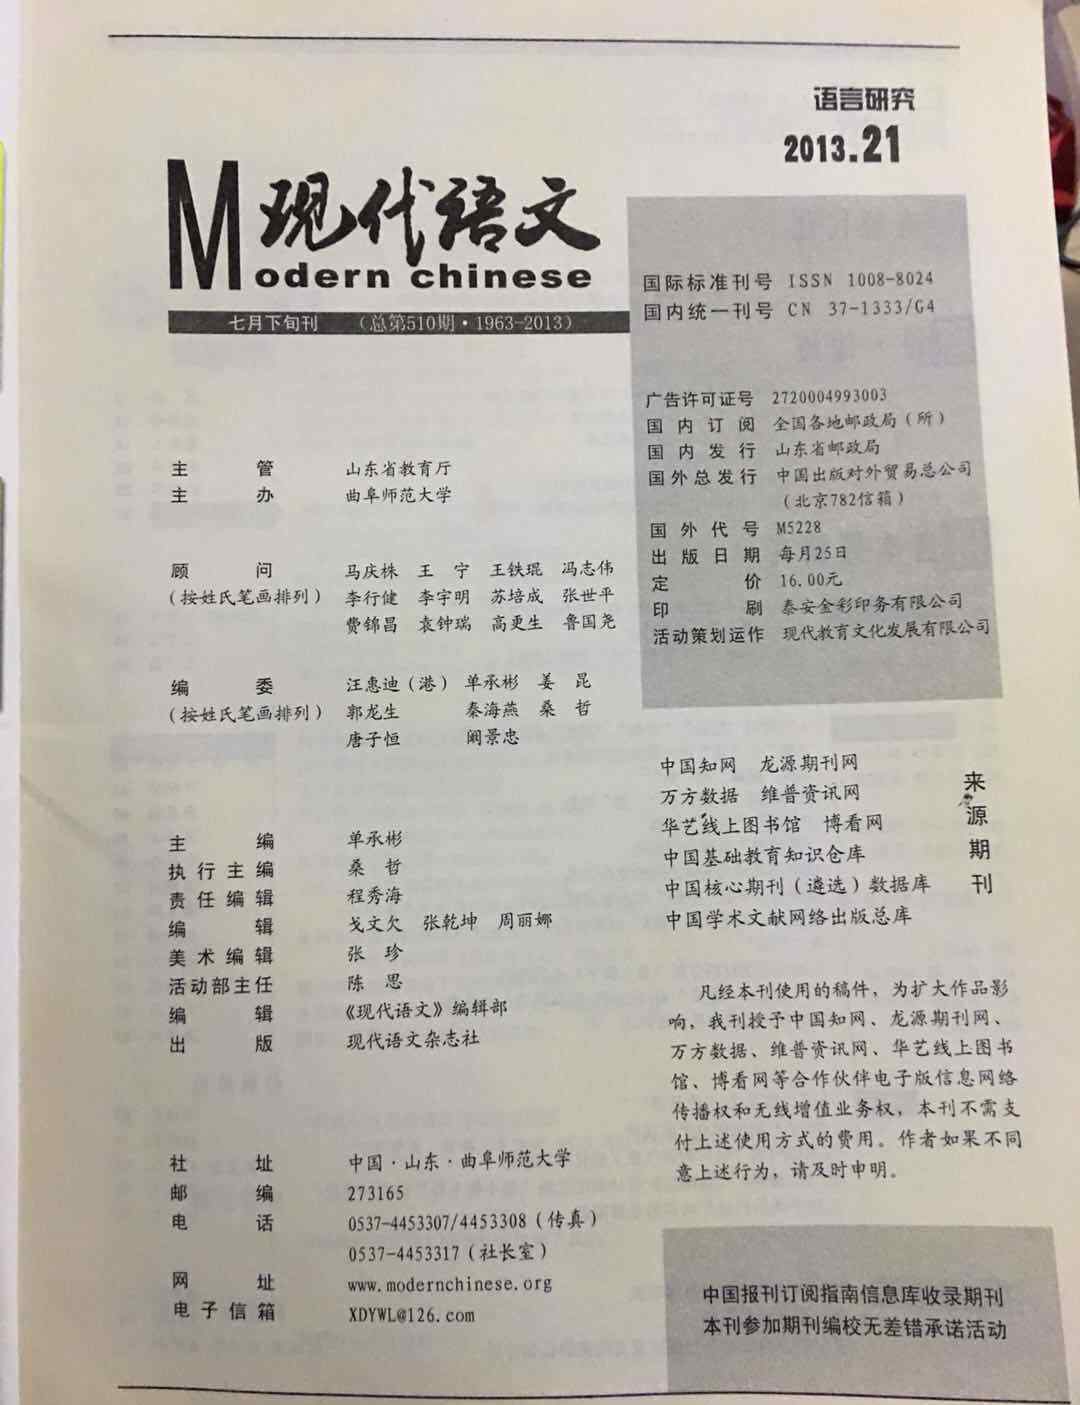 语言研究
2013.21
现代语文
Modern chinese
七月下旬刊 (总第510期·1963-2013)
国际标准刊号 ISSN 1008-8024
国内统一刊号 CN 37-1333/G4
广告许可证号 2720004993003
国内订阅 全国各地邮政局(所)
国内发行 山东省邮政局
国外总发行 中国出版对外贸易总公司
(北京782信箱)
国外代号 M5228
出版日期 每月25日
定价 16.00元
印刷 泰安金彩印务有限公司
活动策划运作 现代教育文化发展有限公司
主管 山东省教育厅
主办 曲阜师范大学
顾问 马庆株 王宁 王铁琨 冯志伟
(按姓氏笔画排列) 李行健 李宇明 苏培成 张世平
费锦昌 袁钟瑞 高更生 鲁国尧
编委 汪惠迪(港) 单承彬 姜昆
(按姓氏笔画排列) 郭龙生 秦海燕 桑哲
唐子恒 阚景忠
主编 单承彬
执行主编 桑哲
责任编辑 程秀海
编辑 戈文欠 张乾坤 周丽娜
美术编辑 张珍
活动部主任 陈思
编辑 《现代语文》编辑部
出版 现代语文杂志社
社址 中国·山东·曲阜师范大学
邮编 273165
电话 0537-4453307/4453308(传真)
0537-4453317(社长室)
网址 www.modernchinese.org
电子信箱 XDYWL@126.com
来源期刊
中国知网 龙源期刊网
万方数据 维普资讯网
华艺线上图书馆 博看网
中国基础教育知识仓库
中国核心期刊(遴选)数据库
中国学术文献网络出版总库
凡经本刊使用的稿件，为扩大作品影
响，我刊授予中国知网、龙源期刊网、
万方数据、维普资讯网、华艺线上图书
馆、博看网等合作伙伴电子版信息网络
传播权和无线增值业务权，本刊不需支
付上述使用方式的费用。作者如果不同
意上述行为，请及时申明。
中国报刊订阅指南信息库收录期刊
本刊参加期刊编校无差错承诺活动